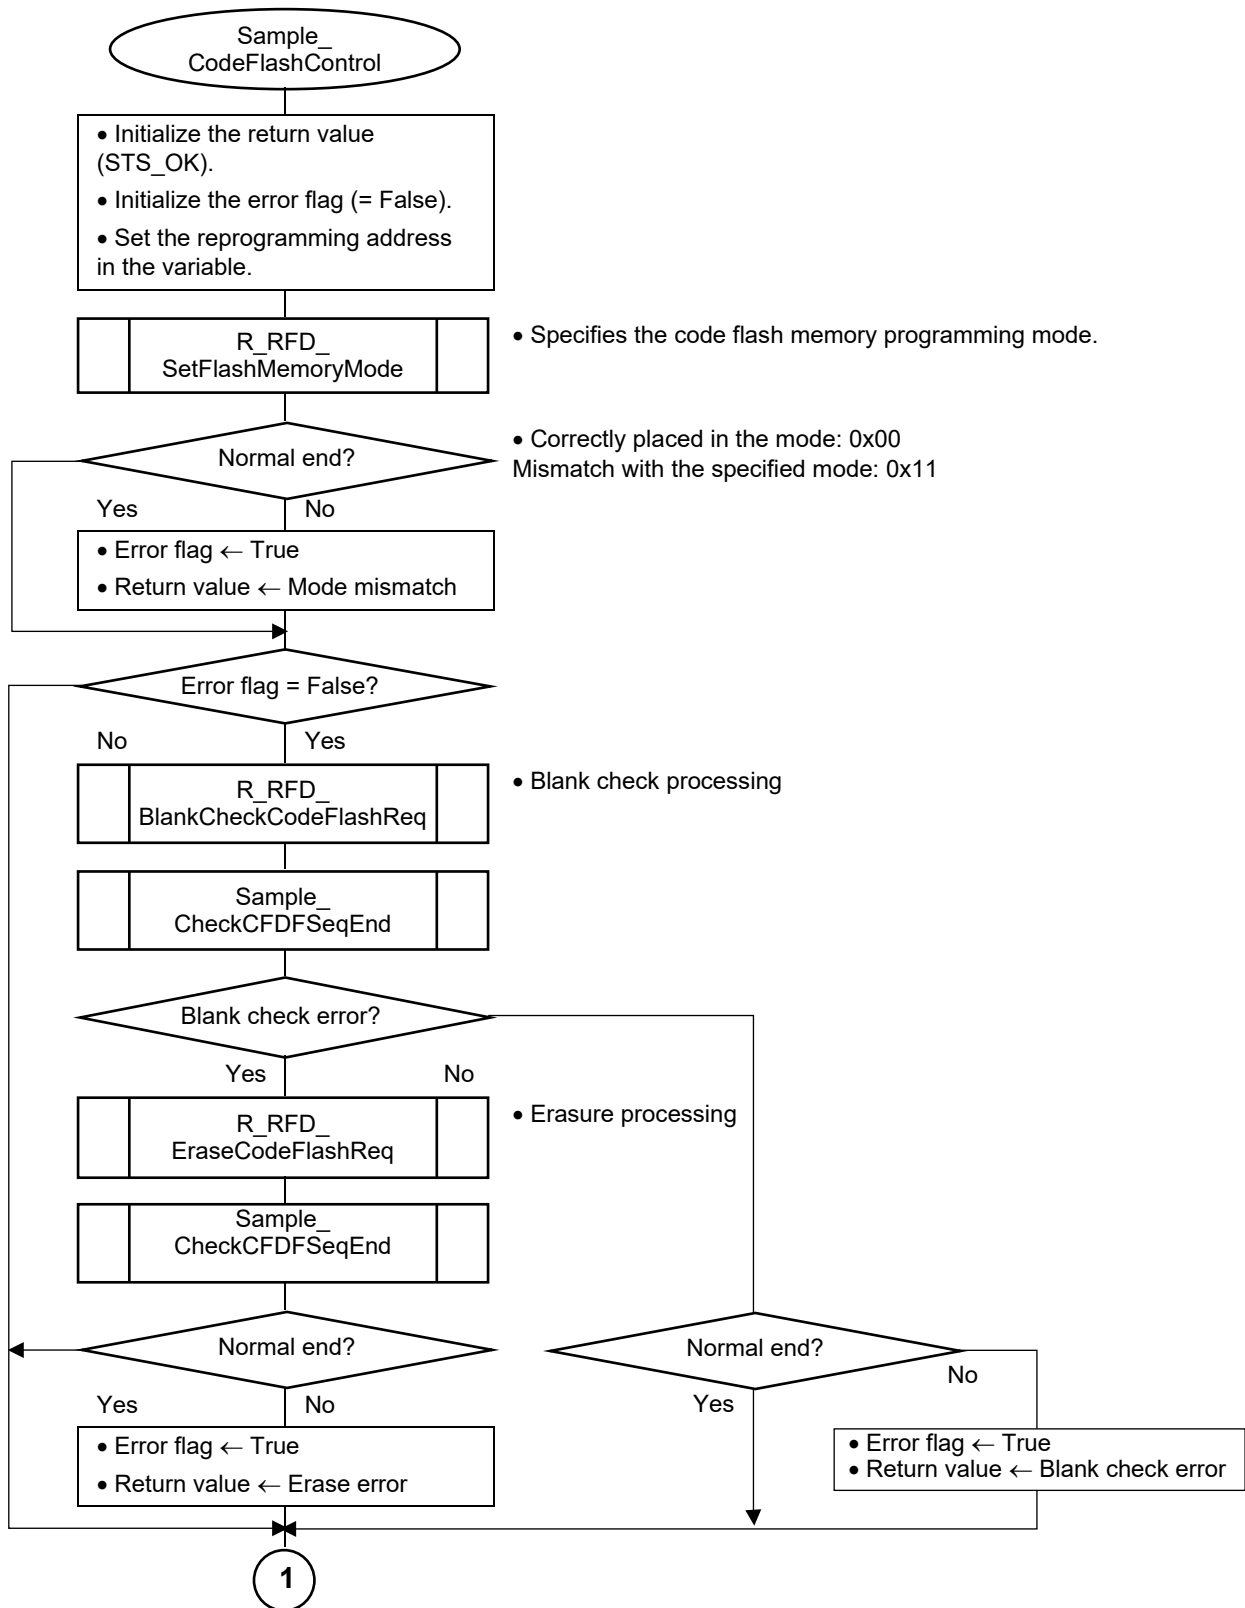 Sample_
CodeFlashControl
• Initialize the return value
(STS_OK).
• Initialize the error flag (= False).
• Set the reprogramming address
in the variable.
R_RFD_
SetFlashMemoryMode
• Specifies the code flash memory programming mode.
Normal end?
• Correctly placed in the mode: 0x00
Mismatch with the specified mode: 0x11
Yes
No
• Error flag ← True
• Return value ← Mode mismatch
Error flag = False?
No
Yes
R_RFD_
BlankCheckCodeFlashReq
• Blank check processing
Sample_
CheckCFDFSeqEnd
Blank check error?
Yes
No
R_RFD_
EraseCodeFlashReq
• Erasure processing
Sample_
CheckCFDFSeqEnd
Normal end?
Yes
No
• Error flag ← True
• Return value ← Erase error
Normal end?
Yes
No
• Error flag ← True
• Return value ← Blank check error
1